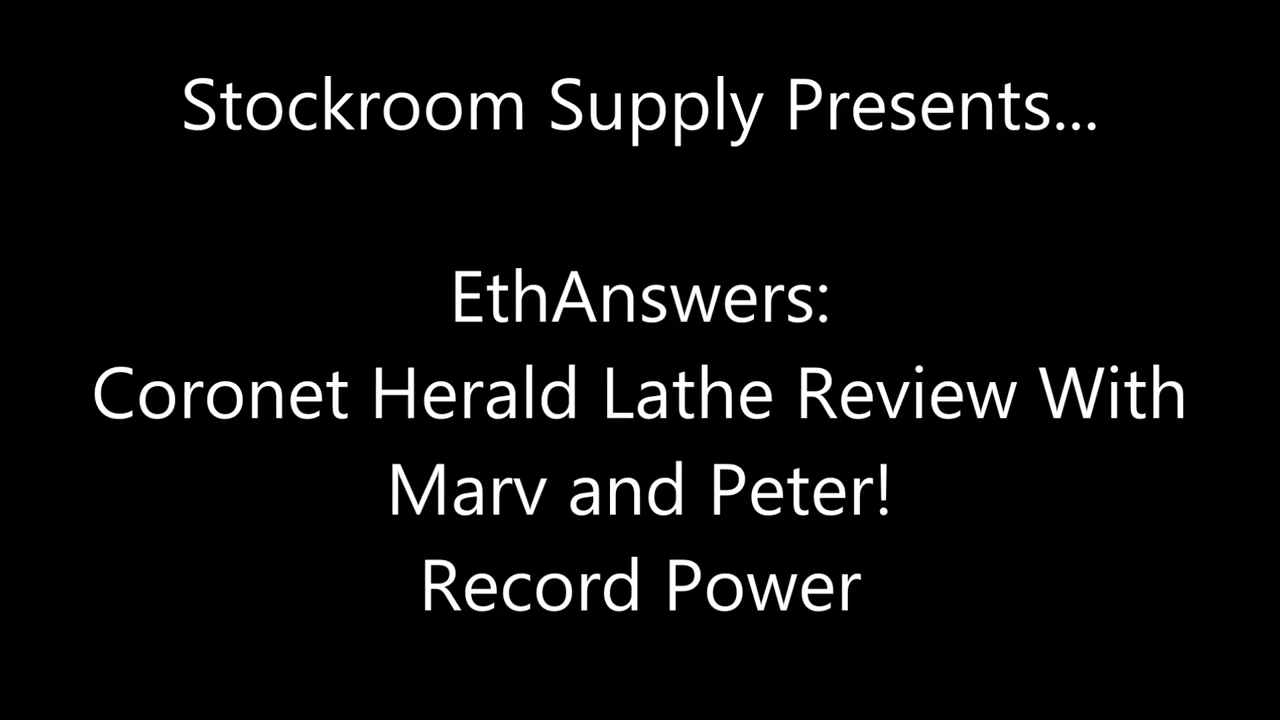 Stockroom Supply Presents...
EthAnswers:
Coronet Herald Lathe Review With
Marv and Peter!
Record Power